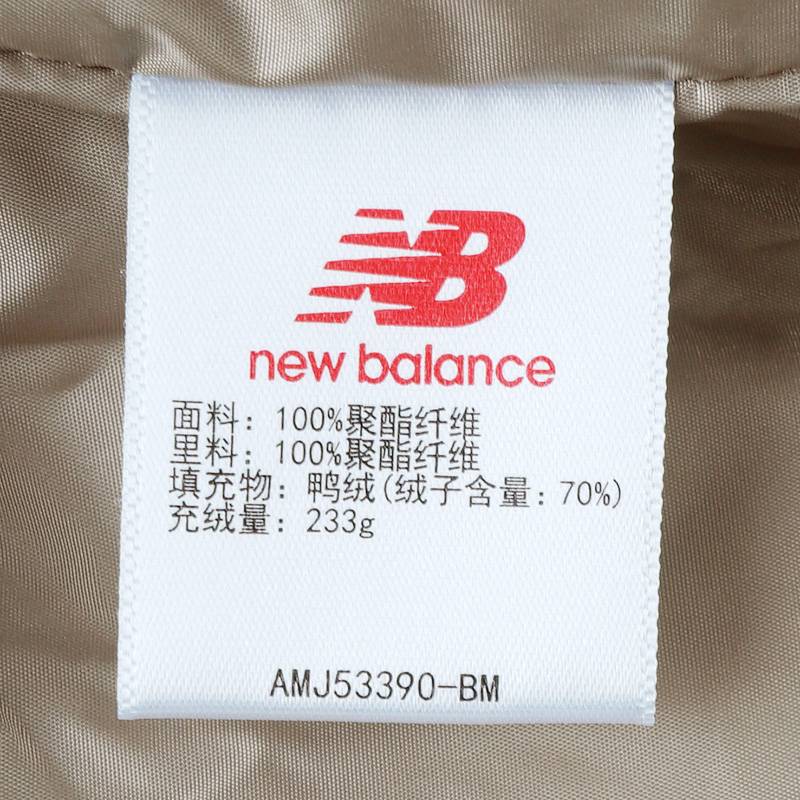 NB
new balance
面料：100%聚酯纤维
里料：100%聚酯纤维
填充物：鸭绒(绒子含量：70%)
充绒量：233g
AMJ53390-BM